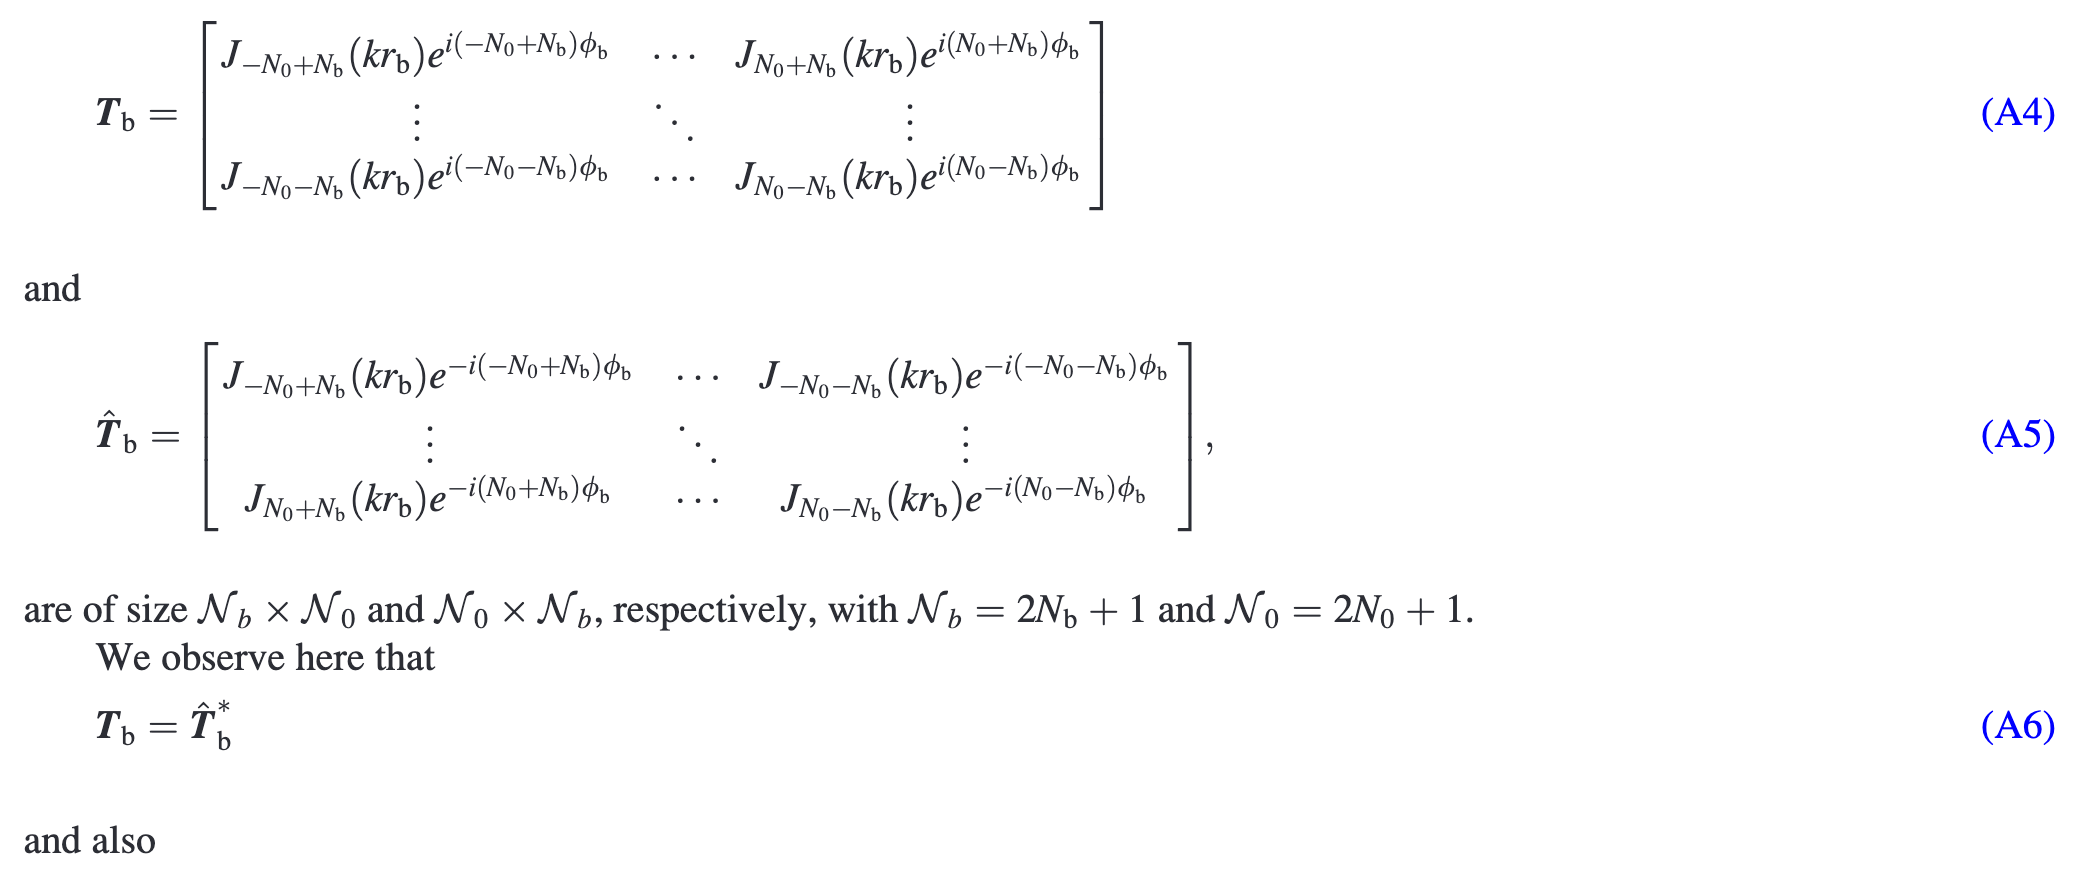 $\boldsymbol{T}_{\mathrm{b}} = \begin{bmatrix} J_{-N_0+N_{\mathrm{b}}}(kr_{\mathrm{b}})e^{i(-N_0+N_{\mathrm{b}})\phi_{\mathrm{b}}} & \cdots & J_{N_0+N_{\mathrm{b}}}(kr_{\mathrm{b}})e^{i(N_0+N_{\mathrm{b}})\phi_{\mathrm{b}}} \\ \vdots & \ddots & \vdots \\ J_{-N_0-N_{\mathrm{b}}}(kr_{\mathrm{b}})e^{i(-N_0-N_{\mathrm{b}})\phi_{\mathrm{b}}} & \cdots & J_{N_0-N_{\mathrm{b}}}(kr_{\mathrm{b}})e^{i(N_0-N_{\mathrm{b}})\phi_{\mathrm{b}}} \end{bmatrix}$ (A4)
and
$\hat{\boldsymbol{T}}_{\mathrm{b}} = \begin{bmatrix} J_{-N_0+N_{\mathrm{b}}}(kr_{\mathrm{b}})e^{-i(-N_0+N_{\mathrm{b}})\phi_{\mathrm{b}}} & \cdots & J_{-N_0-N_{\mathrm{b}}}(kr_{\mathrm{b}})e^{-i(-N_0-N_{\mathrm{b}})\phi_{\mathrm{b}}} \\ \vdots & \ddots & \vdots \\ J_{N_0+N_{\mathrm{b}}}(kr_{\mathrm{b}})e^{-i(N_0+N_{\mathrm{b}})\phi_{\mathrm{b}}} & \cdots & J_{N_0-N_{\mathrm{b}}}(kr_{\mathrm{b}})e^{-i(N_0-N_{\mathrm{b}})\phi_{\mathrm{b}}} \end{bmatrix},$ (A5)
are of size $\mathcal{N}_b \times \mathcal{N}_0$ and $\mathcal{N}_0 \times \mathcal{N}_b$, respectively, with $\mathcal{N}_b = 2N_{\mathrm{b}} + 1$ and $\mathcal{N}_0 = 2N_0 + 1$.
We observe here that
$\boldsymbol{T}_{\mathrm{b}} = \hat{\boldsymbol{T}}_{\mathrm{b}}^{*}$ (A6)
and also